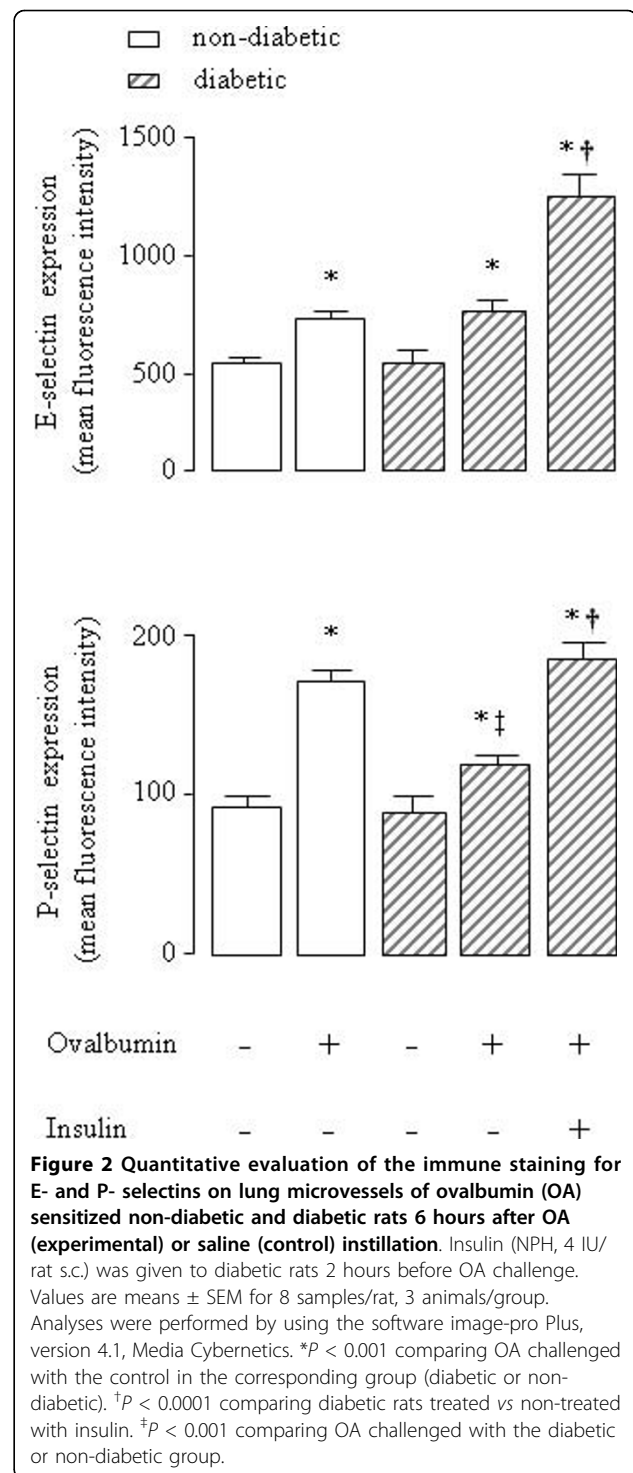 non-diabetic
diabetic
E-selectin expression
(mean fluorescence intensity)
1500
1000
500
0
*
*
* †
P-selectin expression
(mean fluorescence intensity)
200
100
0
*
* ‡
* †
Ovalbumin - + - + +
Insulin - - - - +
Figure 2 Quantitative evaluation of the immune staining for
E- and P- selectins on lung microvessels of ovalbumin (OA)
sensitized non-diabetic and diabetic rats 6 hours after OA
(experimental) or saline (control) instillation. Insulin (NPH, 4 IU/
rat s.c.) was given to diabetic rats 2 hours before OA challenge.
Values are means ± SEM for 8 samples/rat, 3 animals/group.
Analyses were performed by using the software image-pro Plus,
version 4.1, Media Cybernetics. *P < 0.001 comparing OA challenged
with the control in the corresponding group (diabetic or non-
diabetic). †P < 0.0001 comparing diabetic rats treated vs non-treated
with insulin. ‡P < 0.001 comparing OA challenged with the diabetic
or non-diabetic group.